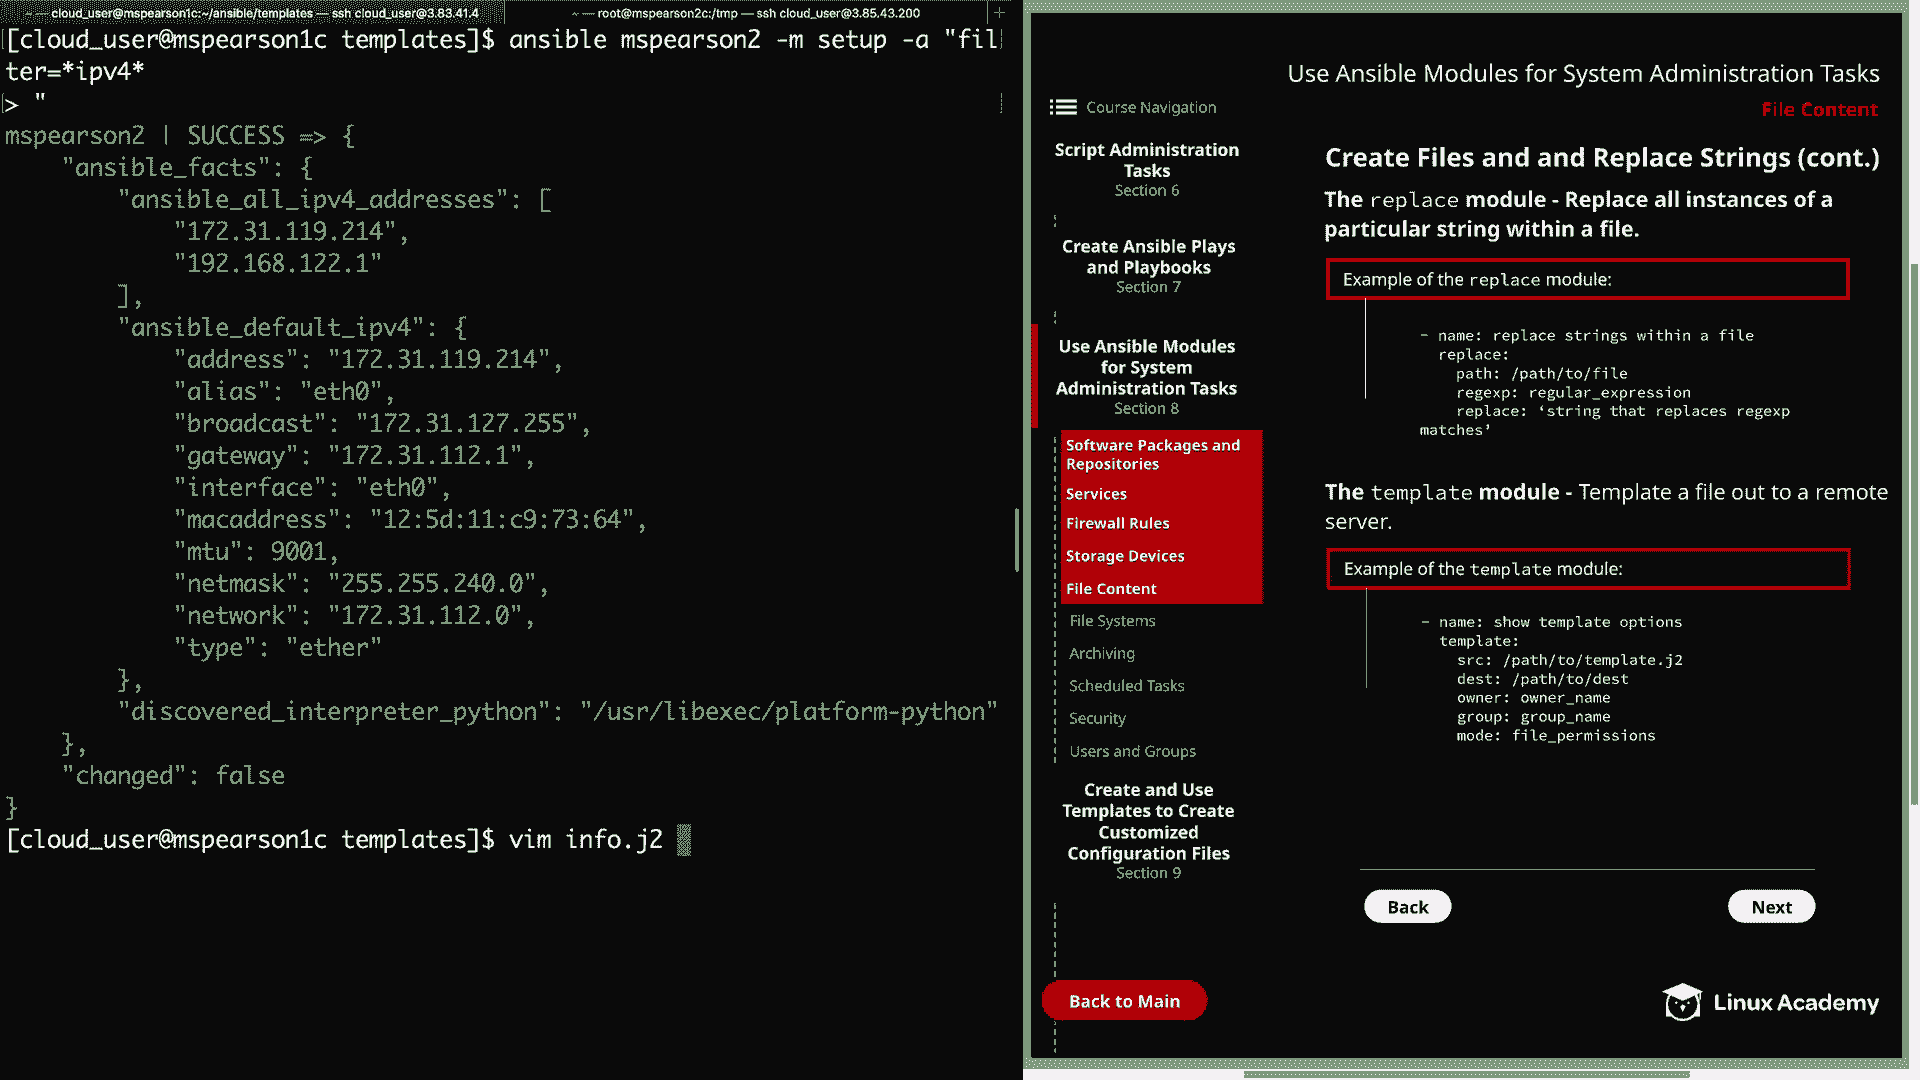 cloud_user@mspearson1c:~/ansible/templates — ssh cloud_user@3.83.41.4
~ — root@mspearson2c:/tmp — ssh cloud_user@3.85.43.200
+
[cloud_user@mspearson1c templates]$ ansible mspearson2 -m setup -a "fil
ter=*ipv4*
> "
mspearson2 | SUCCESS => {
    "ansible_facts": {
        "ansible_all_ipv4_addresses": [
            "172.31.119.214",
            "192.168.122.1"
        ],
        "ansible_default_ipv4": {
            "address": "172.31.119.214",
            "alias": "eth0",
            "broadcast": "172.31.127.255",
            "gateway": "172.31.112.1",
            "interface": "eth0",
            "macaddress": "12:5d:11:c9:73:64",
            "mtu": 9001,
            "netmask": "255.255.240.0",
            "network": "172.31.112.0",
            "type": "ether"
        },
        "discovered_interpreter_python": "/usr/libexec/platform-python"
    },
    "changed": false
}
[cloud_user@mspearson1c templates]$ vim info.j2
Use Ansible Modules for System Administration Tasks
File Content
Course Navigation
Script Administration
Tasks
Section 6
Create Ansible Plays
and Playbooks
Section 7
Use Ansible Modules
for System
Administration Tasks
Section 8
Software Packages and
Repositories
Services
Firewall Rules
Storage Devices
File Content
File Systems
Archiving
Scheduled Tasks
Security
Users and Groups
Create and Use
Templates to Create
Customized
Configuration Files
Section 9
Back to Main
Create Files and and Replace Strings (cont.)
The replace module - Replace all instances of a
particular string within a file.
Example of the replace module:
- name: replace strings within a file
  replace:
    path: /path/to/file
    regexp: regular_expression
    replace: ‘string that replaces regexp
matches’
The template module - Template a file out to a remote
server.
Example of the template module:
- name: show template options
  template:
    src: /path/to/template.j2
    dest: /path/to/dest
    owner: owner_name
    group: group_name
    mode: file_permissions
Back
Next
Linux Academy